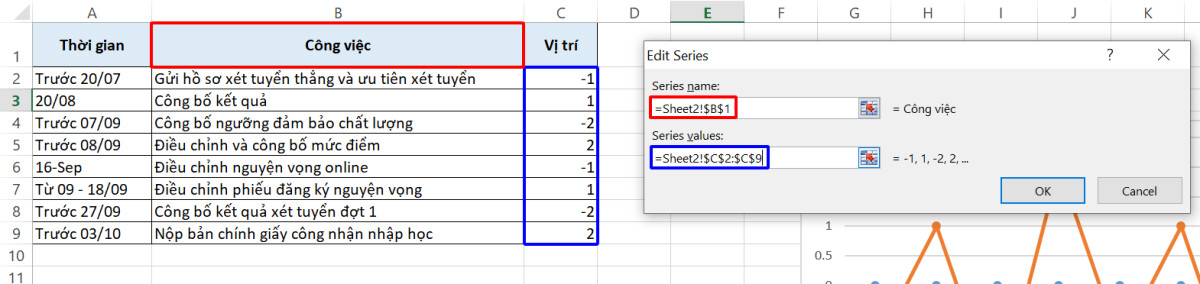 A B C D E F G H I J K
1 Thời gian Công việc Vị trí
2 Trước 20/07 Gửi hồ sơ xét tuyển thẳng và ưu tiên xét tuyển -1
3 20/08 Công bố kết quả 1
4 Trước 07/09 Công bố ngưỡng đảm bảo chất lượng -2
5 Trước 08/09 Điều chỉnh và công bố mức điểm 2
6 16-Sep Điều chỉnh nguyện vọng online -1
7 Từ 09 - 18/09 Điều chỉnh phiếu đăng ký nguyện vọng 1
8 Trước 27/09 Công bố kết quả xét tuyển đợt 1 -2
9 Trước 03/10 Nộp bản chính giấy công nhận nhập học 2
10
11
Edit Series ? ×
Series name:
=Sheet2!$B$1 = Công việc
Series values:
=Sheet2!$C$2:$C$9 = -1, 1, -2, 2, ...
OK Cancel
1
0.5
0